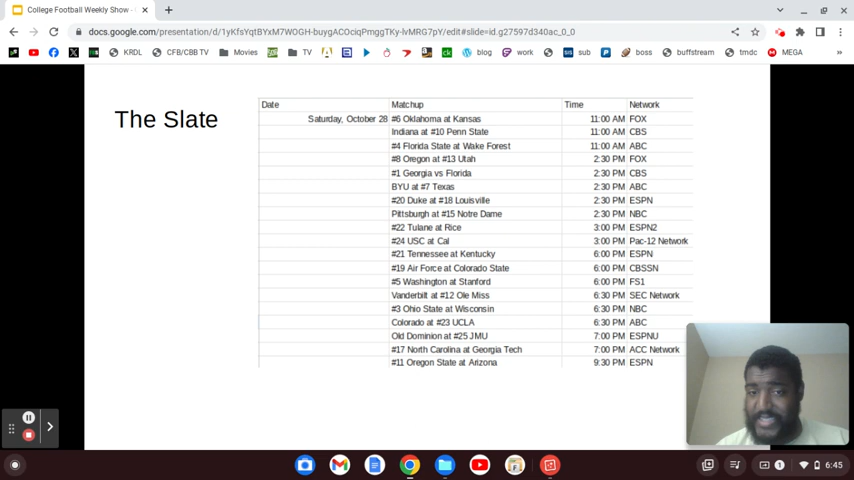 College Football Weekly Show -
docs.google.com/presentation/d/1yKfsYqtBYxM7WOGH-buygACOciqPmggTKy-lvMRG7pY/edit#slide=id.g27597d340ac_0_0
KRDL CFB/CBB TV Movies TV blog work sub boss buffstream tmdc MEGA
The Slate
Date Matchup Time Network
Saturday, October 28 #6 Oklahoma at Kansas 11:00 AM FOX
Indiana at #10 Penn State 11:00 AM CBS
#4 Florida State at Wake Forest 11:00 AM ABC
#8 Oregon at #13 Utah 2:30 PM FOX
#1 Georgia vs Florida 2:30 PM CBS
BYU at #7 Texas 2:30 PM ABC
#20 Duke at #18 Louisville 2:30 PM ESPN
Pittsburgh at #15 Notre Dame 2:30 PM NBC
#22 Tulane at Rice 3:00 PM ESPN2
#24 USC at Cal 3:00 PM Pac-12 Network
#21 Tennessee at Kentucky 6:00 PM ESPN
#19 Air Force at Colorado State 6:00 PM CBSSN
#5 Washington at Stanford 6:00 PM FS1
Vanderbilt at #12 Ole Miss 6:30 PM SEC Network
#3 Ohio State at Wisconsin 6:30 PM NBC
Colorado at #23 UCLA 6:30 PM ABC
Old Dominion at #25 JMU 7:00 PM ESPNU
#17 North Carolina at Georgia Tech 7:00 PM ACC Network
#11 Oregon State at Arizona 9:30 PM ESPN
1 6:45